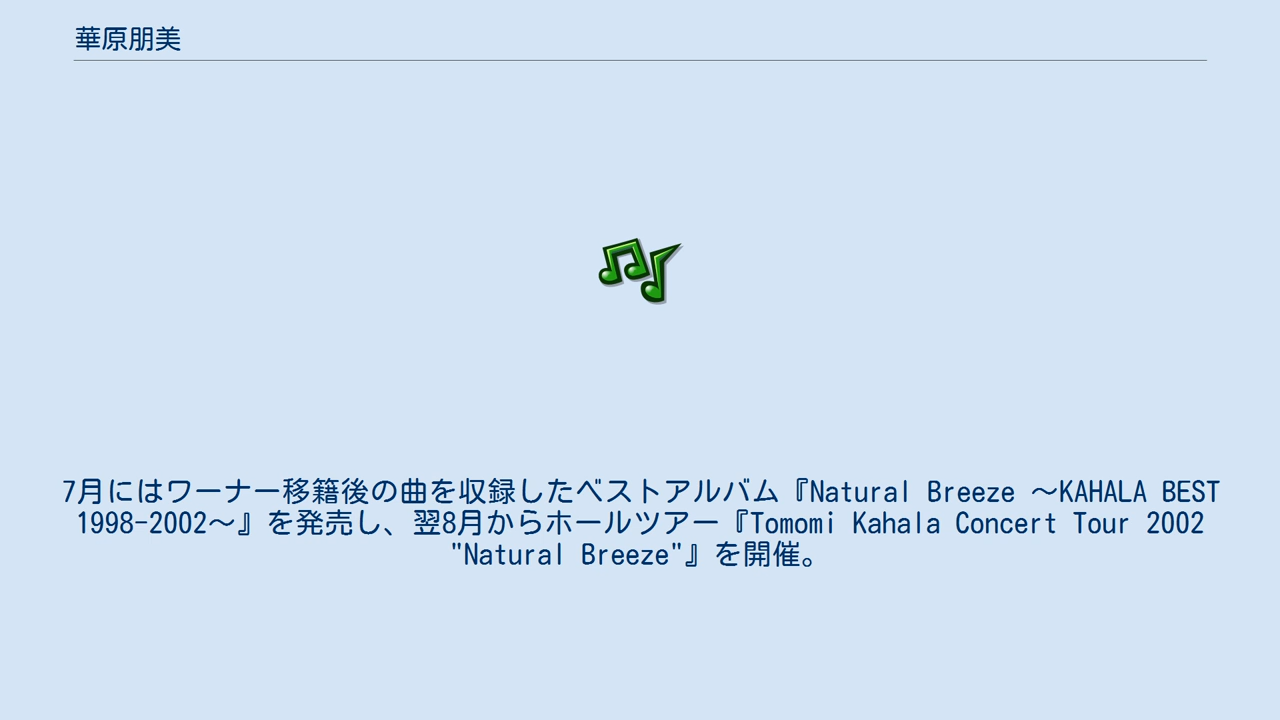 華原朋美
7月にはワーナー移籍後の曲を収録したベストアルバム『Natural Breeze 〜KAHALA BEST
1998-2002〜』を発売し、翌8月からホールツアー『Tomomi Kahala Concert Tour 2002
"Natural Breeze"』を開催。